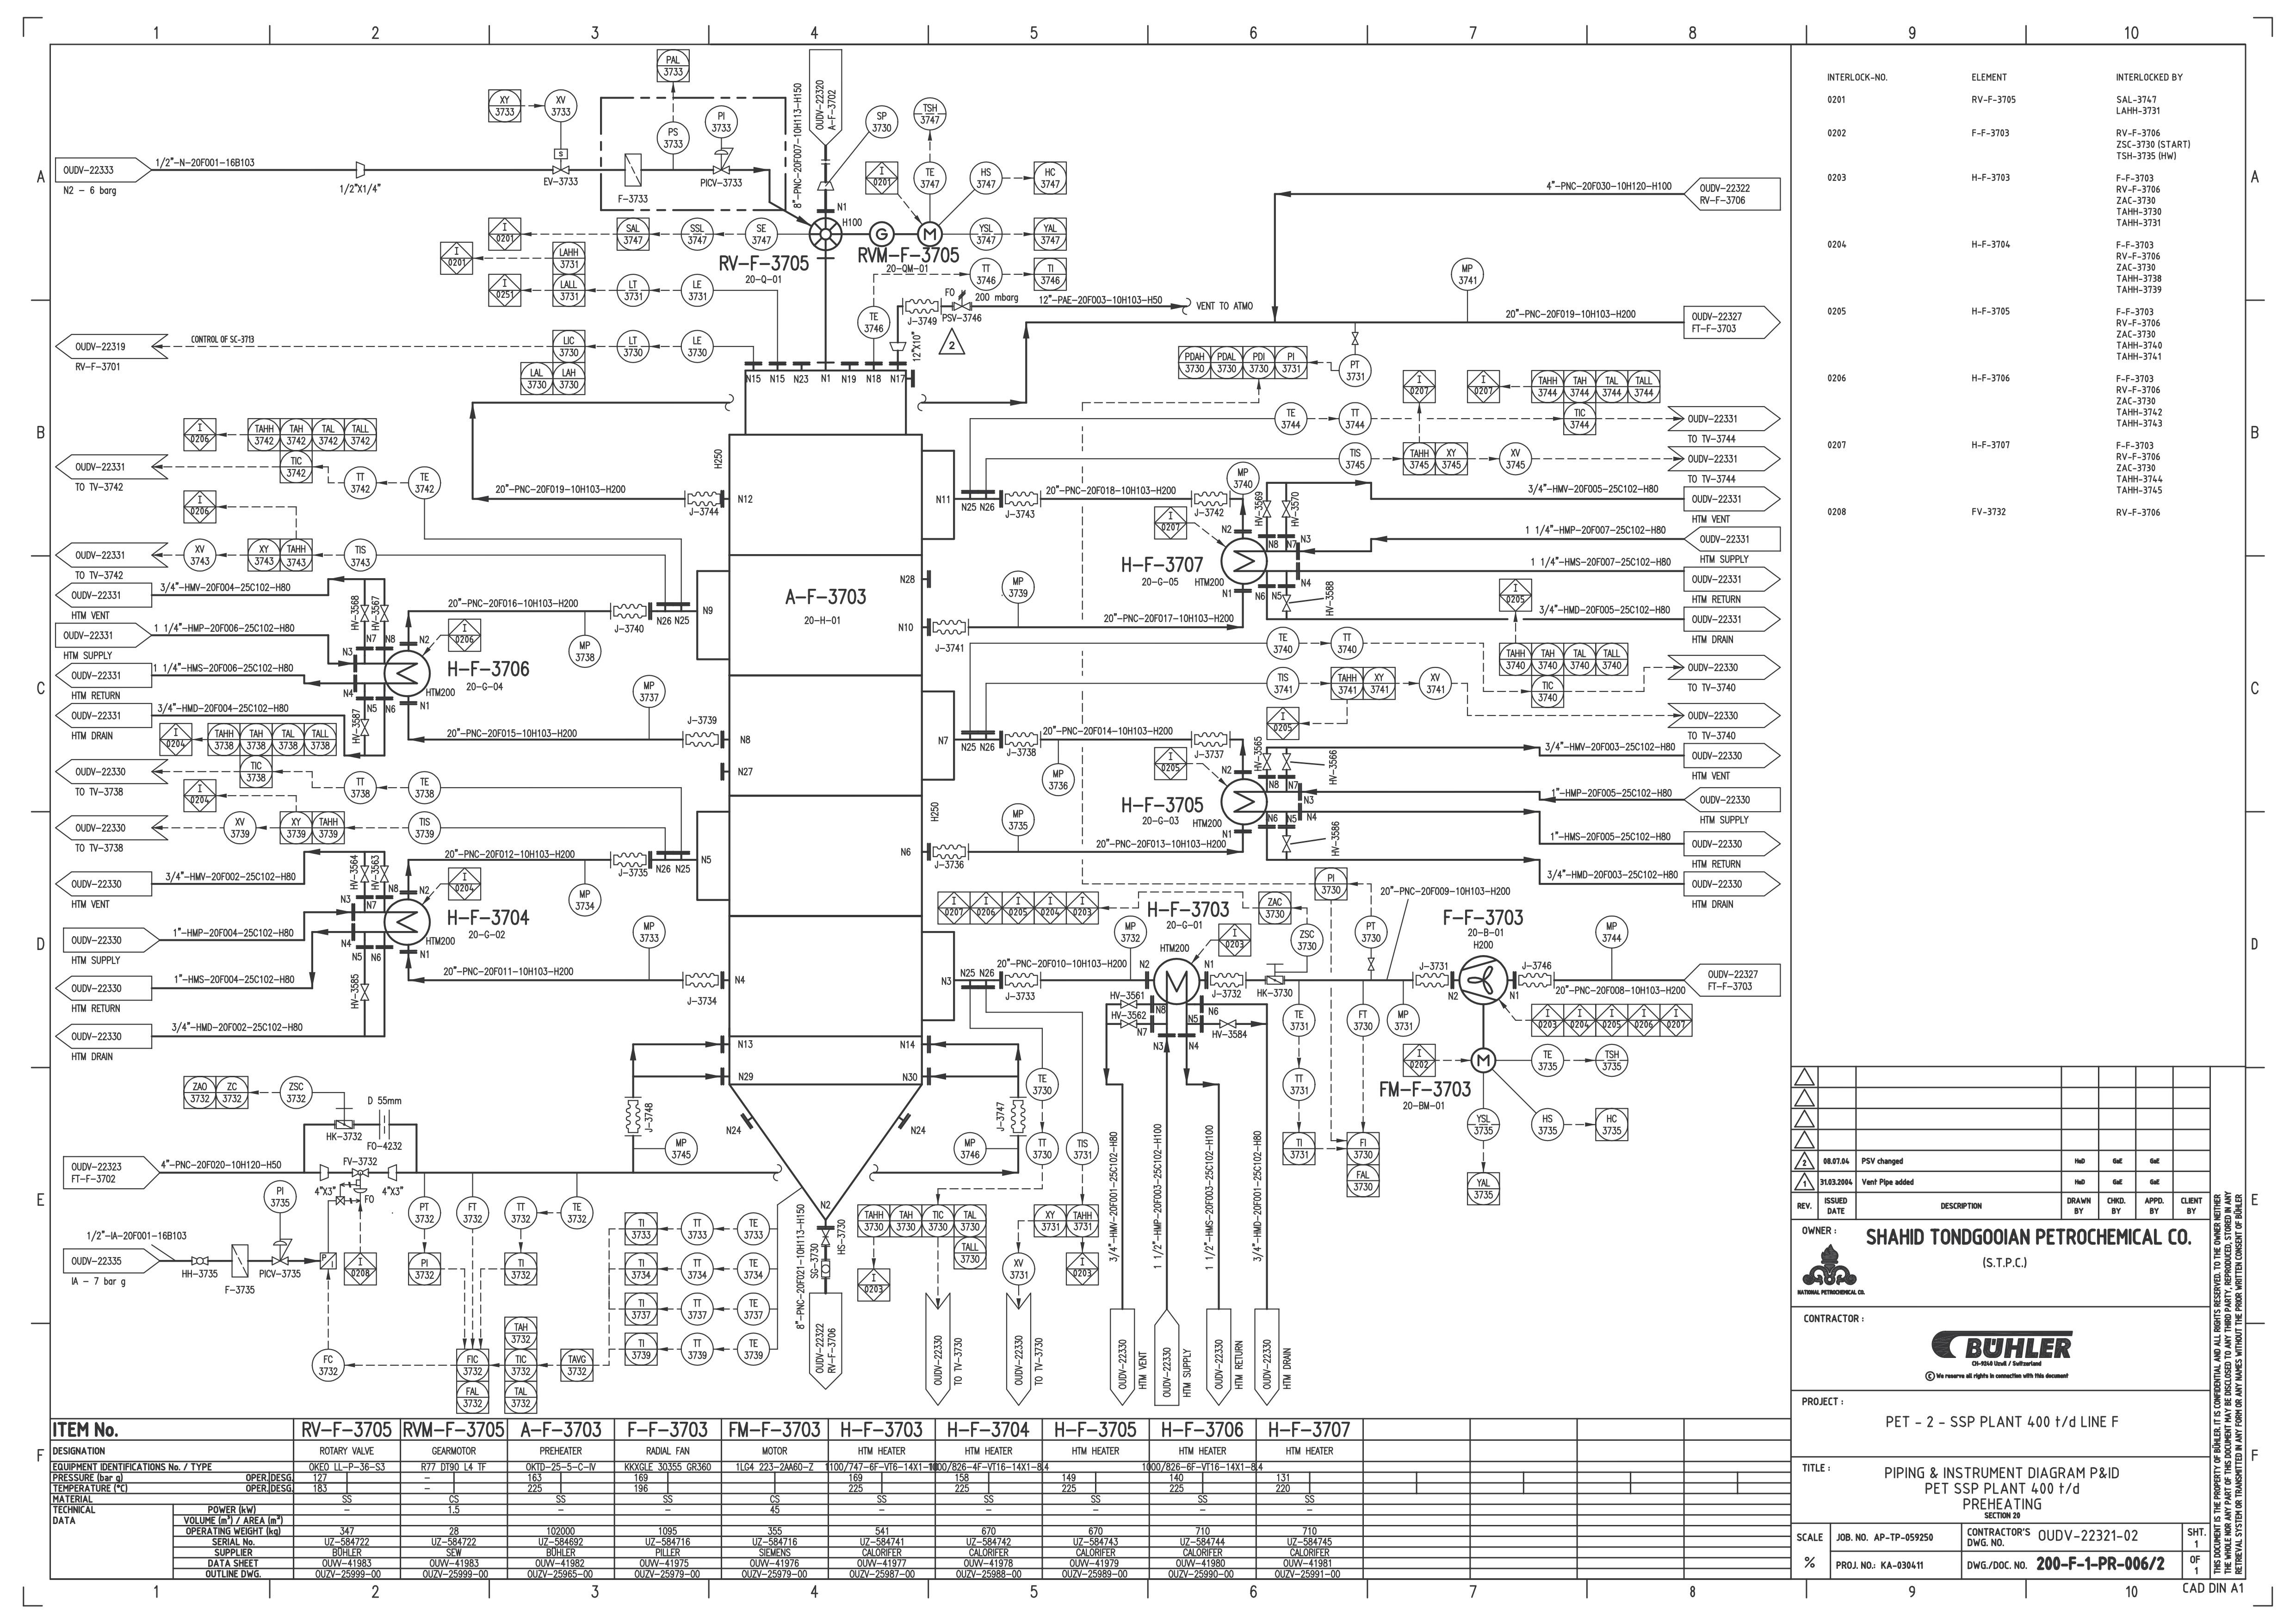 1 2 3 4 5 6 7 8 9 10
A
B
C
D
E
F
OUDV-22333
N2 - 6 barg
1/2"-N-20F001-16B103
1/2"X1/4"
XY 3733
XV 3733
S
EV-3733
F-3733
PAL 3733
PS 3733
PI 3733
PICV-3733
8"-PNC-20F007-10H113-H150
OUDV-22320
A-F-3702
SP 3730
N1
H100
TSH 3747
TE 3747
I 0201
HS 3747
HC 3747
G
M
YSL 3747
YAL 3747
SE 3747
SSL 3747
SAL 3747
I 0201
RV-F-3705
20-Q-01
RVM-F-3705
20-QM-01
I 0201
LAHH 3731
LALL 3731
I 0251
LT 3731
LE 3731
TT 3746
TI 3746
TE 3746
J-3749
FO
PSV-3746
200 mbarg
12"-PAE-20F003-10H103-H50
VENT TO ATMO
12"X10"
2
4"-PNC-20F030-10H120-H100
OUDV-22322
RV-F-3706
MP 3741
20"-PNC-20F019-10H103-H200
OUDV-22327
FT-F-3703
OUDV-22319
RV-F-3701
CONTROL OF SC-3713
LIC 3730
LAL 3730
LAH 3730
LT 3730
LE 3730
N15 N15 N23 N1 N19 N18 N17
PDAH 3730
PDAL 3730
PDI 3730
PI 3731
PT 3731
I 0207
I 0207
TAHH 3744
TAH 3744
TAL 3744
TALL 3744
TIC 3744
TE 3744
TT 3744
OUDV-22331
TO TV-3744
TIS 3745
TAHH 3745
XY 3745
XV 3745
OUDV-22331
TO TV-3744
I 0206
TAHH 3742
TAH 3742
TAL 3742
TALL 3742
TIC 3742
OUDV-22331
TO TV-3742
TT 3742
TE 3742
I 0206
H250
20"-PNC-20F019-10H103-H200
J-3744
N12
N11
N25 N26
J-3743
20"-PNC-20F018-10H103-H200
J-3742
MP 3740
I 0207
N2
HV-3569
HV-3570
N8 N7 N3
N4
N1 N6 N5
HV-3588
H-F-3707
20-G-05
HTM200
3/4"-HMV-20F005-25C102-H80
OUDV-22331
HTM VENT
1 1/4"-HMP-20F007-25C102-H80
OUDV-22331
HTM SUPPLY
1 1/4"-HMS-20F007-25C102-H80
OUDV-22331
HTM RETURN
3/4"-HMD-20F005-25C102-H80
OUDV-22331
HTM DRAIN
OUDV-22331
TO TV-3742
XV 3743
XY 3743
TAHH 3743
TIS 3743
OUDV-22331
HTM VENT
3/4"-HMV-20F004-25C102-H80
OUDV-22331
HTM SUPPLY
1 1/4"-HMP-20F006-25C102-H80
OUDV-22331
HTM RETURN
1 1/4"-HMS-20F006-25C102-H80
OUDV-22331
HTM DRAIN
3/4"-HMD-20F004-25C102-H80
HV-3568
HV-3567
N7 N8 N2
N3
N4
N5 N6 N1
HV-3587
I 0206
H-F-3706
20-G-04
HTM200
20"-PNC-20F016-10H103-H200
J-3740
N26 N25
N9
MP 3738
A-F-3703
20-H-01
N28
N10
J-3741
MP 3739
20"-PNC-20F017-10H103-H200
I 0205
TE 3740
TT 3740
TAHH 3740
TAH 3740
TAL 3740
TALL 3740
TIC 3740
OUDV-22330
TO TV-3740
TIS 3741
TAHH 3741
XY 3741
XV 3741
I 0205
OUDV-22330
TO TV-3740
MP 3737
20"-PNC-20F015-10H103-H200
J-3739
N8
N27
N7
N25 N26
J-3738
20"-PNC-20F014-10H103-H200
J-3737
MP 3736
I 0205
N2
HV-3565
HV-3566
N8 N7
N3
N4
N6 N5
N1
HV-3586
H-F-3705
20-G-03
HTM200
3/4"-HMV-20F003-25C102-H80
OUDV-22330
HTM VENT
1"-HMP-20F005-25C102-H80
OUDV-22330
HTM SUPPLY
1"-HMS-20F005-25C102-H80
OUDV-22330
HTM RETURN
3/4"-HMD-20F003-25C102-H80
OUDV-22330
HTM DRAIN
I 0204
TAHH 3738
TAH 3738
TAL 3738
TALL 3738
TIC 3738
OUDV-22330
TO TV-3738
TT 3738
TE 3738
I 0204
OUDV-22330
TO TV-3738
XV 3739
XY 3739
TAHH 3739
TIS 3739
H250
N6
J-3736
MP 3735
20"-PNC-20F013-10H103-H200
OUDV-22330
HTM VENT
3/4"-HMV-20F002-25C102-H80
OUDV-22330
HTM SUPPLY
1"-HMP-20F004-25C102-H80
OUDV-22330
HTM RETURN
1"-HMS-20F004-25C102-H80
OUDV-22330
HTM DRAIN
3/4"-HMD-20F002-25C102-H80
HV-3564
HV-3563
N8 N2
N3 N7
N4
N5 N6
N1
HV-3585
I 0204
H-F-3704
20-G-02
HTM200
20"-PNC-20F012-10H103-H200
J-3735
N26 N25
N5
MP 3734
MP 3733
20"-PNC-20F011-10H103-H200
J-3734
N4
N3
I 0207
I 0206
I 0205
I 0204
I 0203
MP 3732
H-F-3703
20-G-01
HTM200
I 0203
ZAC 3730
ZSC 3730
PI 3730
PT 3730
20"-PNC-20F009-10H103-H200
F-F-3703
20-B-01
H200
MP 3744
N25 N26
J-3733
20"-PNC-20F010-10H103-H200
N2
N1
J-3732
HK-3730
J-3731
N2
N1
J-3746
20"-PNC-20F008-10H103-H200
OUDV-22327
FT-F-3703
HV-3561
HV-3562
N8
N7
N3
N4
N5
N6
HV-3584
TE 3731
FT 3730
MP 3731
I 0203
I 0204
I 0205
I 0206
I 0207
I 0202
M
TE 3735
TSH 3735
FM-F-3703
20-BM-01
YSL 3735
HS 3735
HC 3735
YAL 3735
TT 3731
TI 3731
FI 3730
FAL 3730
N13
N14
N29
N30
N24
N24
J-3748
J-3747
MP 3745
MP 3746
TE 3730
TT 3730
TIS 3731
ZAO 3732
ZC 3732
ZSC 3732
D 55mm
HK-3732
FO-4232
OUDV-22323
FT-F-3702
4"-PNC-20F020-10H120-H50
FV-3732
4"X3"
4"X3"
FO
PI 3735
1/2"-IA-20F001-16B103
OUDV-22335
IA - 7 bar g
HH-3735
F-3735
PICV-3735
P
I
I 0208
PT 3732
FT 3732
TT 3732
TE 3732
PI 3732
TI 3732
TI 3733
TT 3733
TE 3733
TI 3734
TT 3734
TE 3734
TI 3737
TT 3737
TE 3737
TI 3739
TT 3739
TE 3739
FC 3732
FIC 3732
FAL 3732
TAH 3732
TIC 3732
TAL 3732
TAVG 3732
N2
HS-3730
SG-3730
8"-PNC-20F021-10H113-H150
OUDV-22322
RV-F-3706
TAHH 3730
TAH 3730
TIC 3730
TAL 3730
TALL 3730
I 0203
XY 3731
TAHH 3731
XV 3731
I 0203
OUDV-22330
TO TV-3730
OUDV-22330
TO TV-3730
3/4"-HMV-20F001-25C102-H80
OUDV-22330
HTM VENT
1 1/2"-HMP-20F003-25C102-H100
OUDV-22330
HTM SUPPLY
1 1/2"-HMS-20F003-25C102-H100
OUDV-22330
HTM RETURN
3/4"-HMD-20F001-25C102-H80
OUDV-22330
HTM DRAIN
INTERLOCK-NO. ELEMENT INTERLOCKED BY
0201 RV-F-3705 SAL-3747
LAHH-3731
0202 F-F-3703 RV-F-3706
ZSC-3730 (START)
TSH-3735 (HW)
0203 H-F-3703 F-F-3703
RV-F-3706
ZAC-3730
TAHH-3730
TAHH-3731
0204 H-F-3704 F-F-3703
RV-F-3706
ZAC-3730
TAHH-3738
TAHH-3739
0205 H-F-3705 F-F-3703
RV-F-3706
ZAC-3730
TAHH-3740
TAHH-3741
0206 H-F-3706 F-F-3703
RV-F-3706
ZAC-3730
TAHH-3742
TAHH-3743
0207 H-F-3707 F-F-3703
RV-F-3706
ZAC-3730
TAHH-3744
TAHH-3745
0208 FV-3732 RV-F-3706
2 08.07.04 PSV changed HwD GaE GaE
1 31.03.2004 Vent Pipe added HwD GaE GaE
REV. ISSUED DATE DESCRIPTION DRAWN BY CHKD. BY APPD. BY CLIENT BY
OWNER :
SHAHID TONDGOOIAN PETROCHEMICAL CO.
(S.T.P.C.)
NATIONAL PETROCHEMICAL CO.
CONTRACTOR :
BÜHLER
CH-9240 Uzwil / Switzerland
© We reserve all rights in connection with this document
PROJECT :
PET - 2 - SSP PLANT 400 t/d LINE F
TITLE :
PIPING & INSTRUMENT DIAGRAM P&ID
PET SSP PLANT 400 t/d
PREHEATING
SECTION 20
SCALE JOB. NO. AP-TP-059250 CONTRACTOR'S DWG. NO. OUDV-22321-02 SHT. 1
% PROJ. NO.: KA-030411 DWG./DOC. NO. 200-F-1-PR-006/2 OF 1
THIS DOCUMENT IS THE PROPERTY OF BÜHLER. IT IS CONFIDENTIAL AND ALL RIGHTS RESERVED. TO THE OWNER NEITHER
THE WHOLE NOR ANY PART OF THIS DOCUMENT MAY BE DISCLOSED TO ANY THIRD PARTY, REPRODUCED, STORED IN ANY
RETRIEVAL SYSTEM OR TRANSMITTED IN ANY FORM OR ANY NAMES WITHOUT THE PRIOR WRITTEN CONSENT OF BÜHLER
ITEM No. RV-F-3705 RVM-F-3705 A-F-3703 F-F-3703 FM-F-3703 H-F-3703 H-F-3704 H-F-3705 H-F-3706 H-F-3707
DESIGNATION ROTARY VALVE GEARMOTOR PREHEATER RADIAL FAN MOTOR HTM HEATER HTM HEATER HTM HEATER HTM HEATER HTM HEATER
EQUIPMENT IDENTIFICATIONS No. / TYPE OKEO LL-P-36-S3 R77 DT90 L4 TF OKTD-25-5-C-IV KKXGLE 30355 GR360 1LG4 223-2AA60-Z 1100/747-6F-VT16-14X1-1 1000/826-4F-VT16-14X1-8,4 1000/826-6F-VT16-14X1-8,4
PRESSURE (bar g) OPER. DESG. 127 - 163 169 169 158 149 140 131
TEMPERATURE (°C) OPER. DESG. 183 - 225 196 225 225 225 225 220
MATERIAL SS CS SS SS CS SS SS SS SS SS
TECHNICAL DATA POWER (kW) - 1.5 - - 45 - - - - -
VOLUME (m³) / AREA (m²)
OPERATING WEIGHT (kg) 347 28 102000 1095 355 541 670 670 710 710
SERIAL No. UZ-584722 UZ-584722 UZ-584692 UZ-584716 UZ-584716 UZ-584741 UZ-584742 UZ-584743 UZ-584744 UZ-584745
SUPPLIER BÜHLER SEW BÜHLER PILLER SIEMENS CALORIFER CALORIFER CALORIFER CALORIFER CALORIFER
DATA SHEET OUVV-41983 OUVV-41983 OUVV-41982 OUVV-41975 OUVV-41976 OUVV-41977 OUVV-41978 OUVV-41979 OUVV-41980 OUVV-41981
OUTLINE DWG. OUZV-25999-00 OUZV-25999-00 OUZV-25965-00 OUZV-25979-00 OUZV-25979-00 OUZV-25987-00 OUZV-25988-00 OUZV-25989-00 OUZV-25990-00 OUZV-25991-00
1 2 3 4 5 6 7 8 9 10
CAD DIN A1